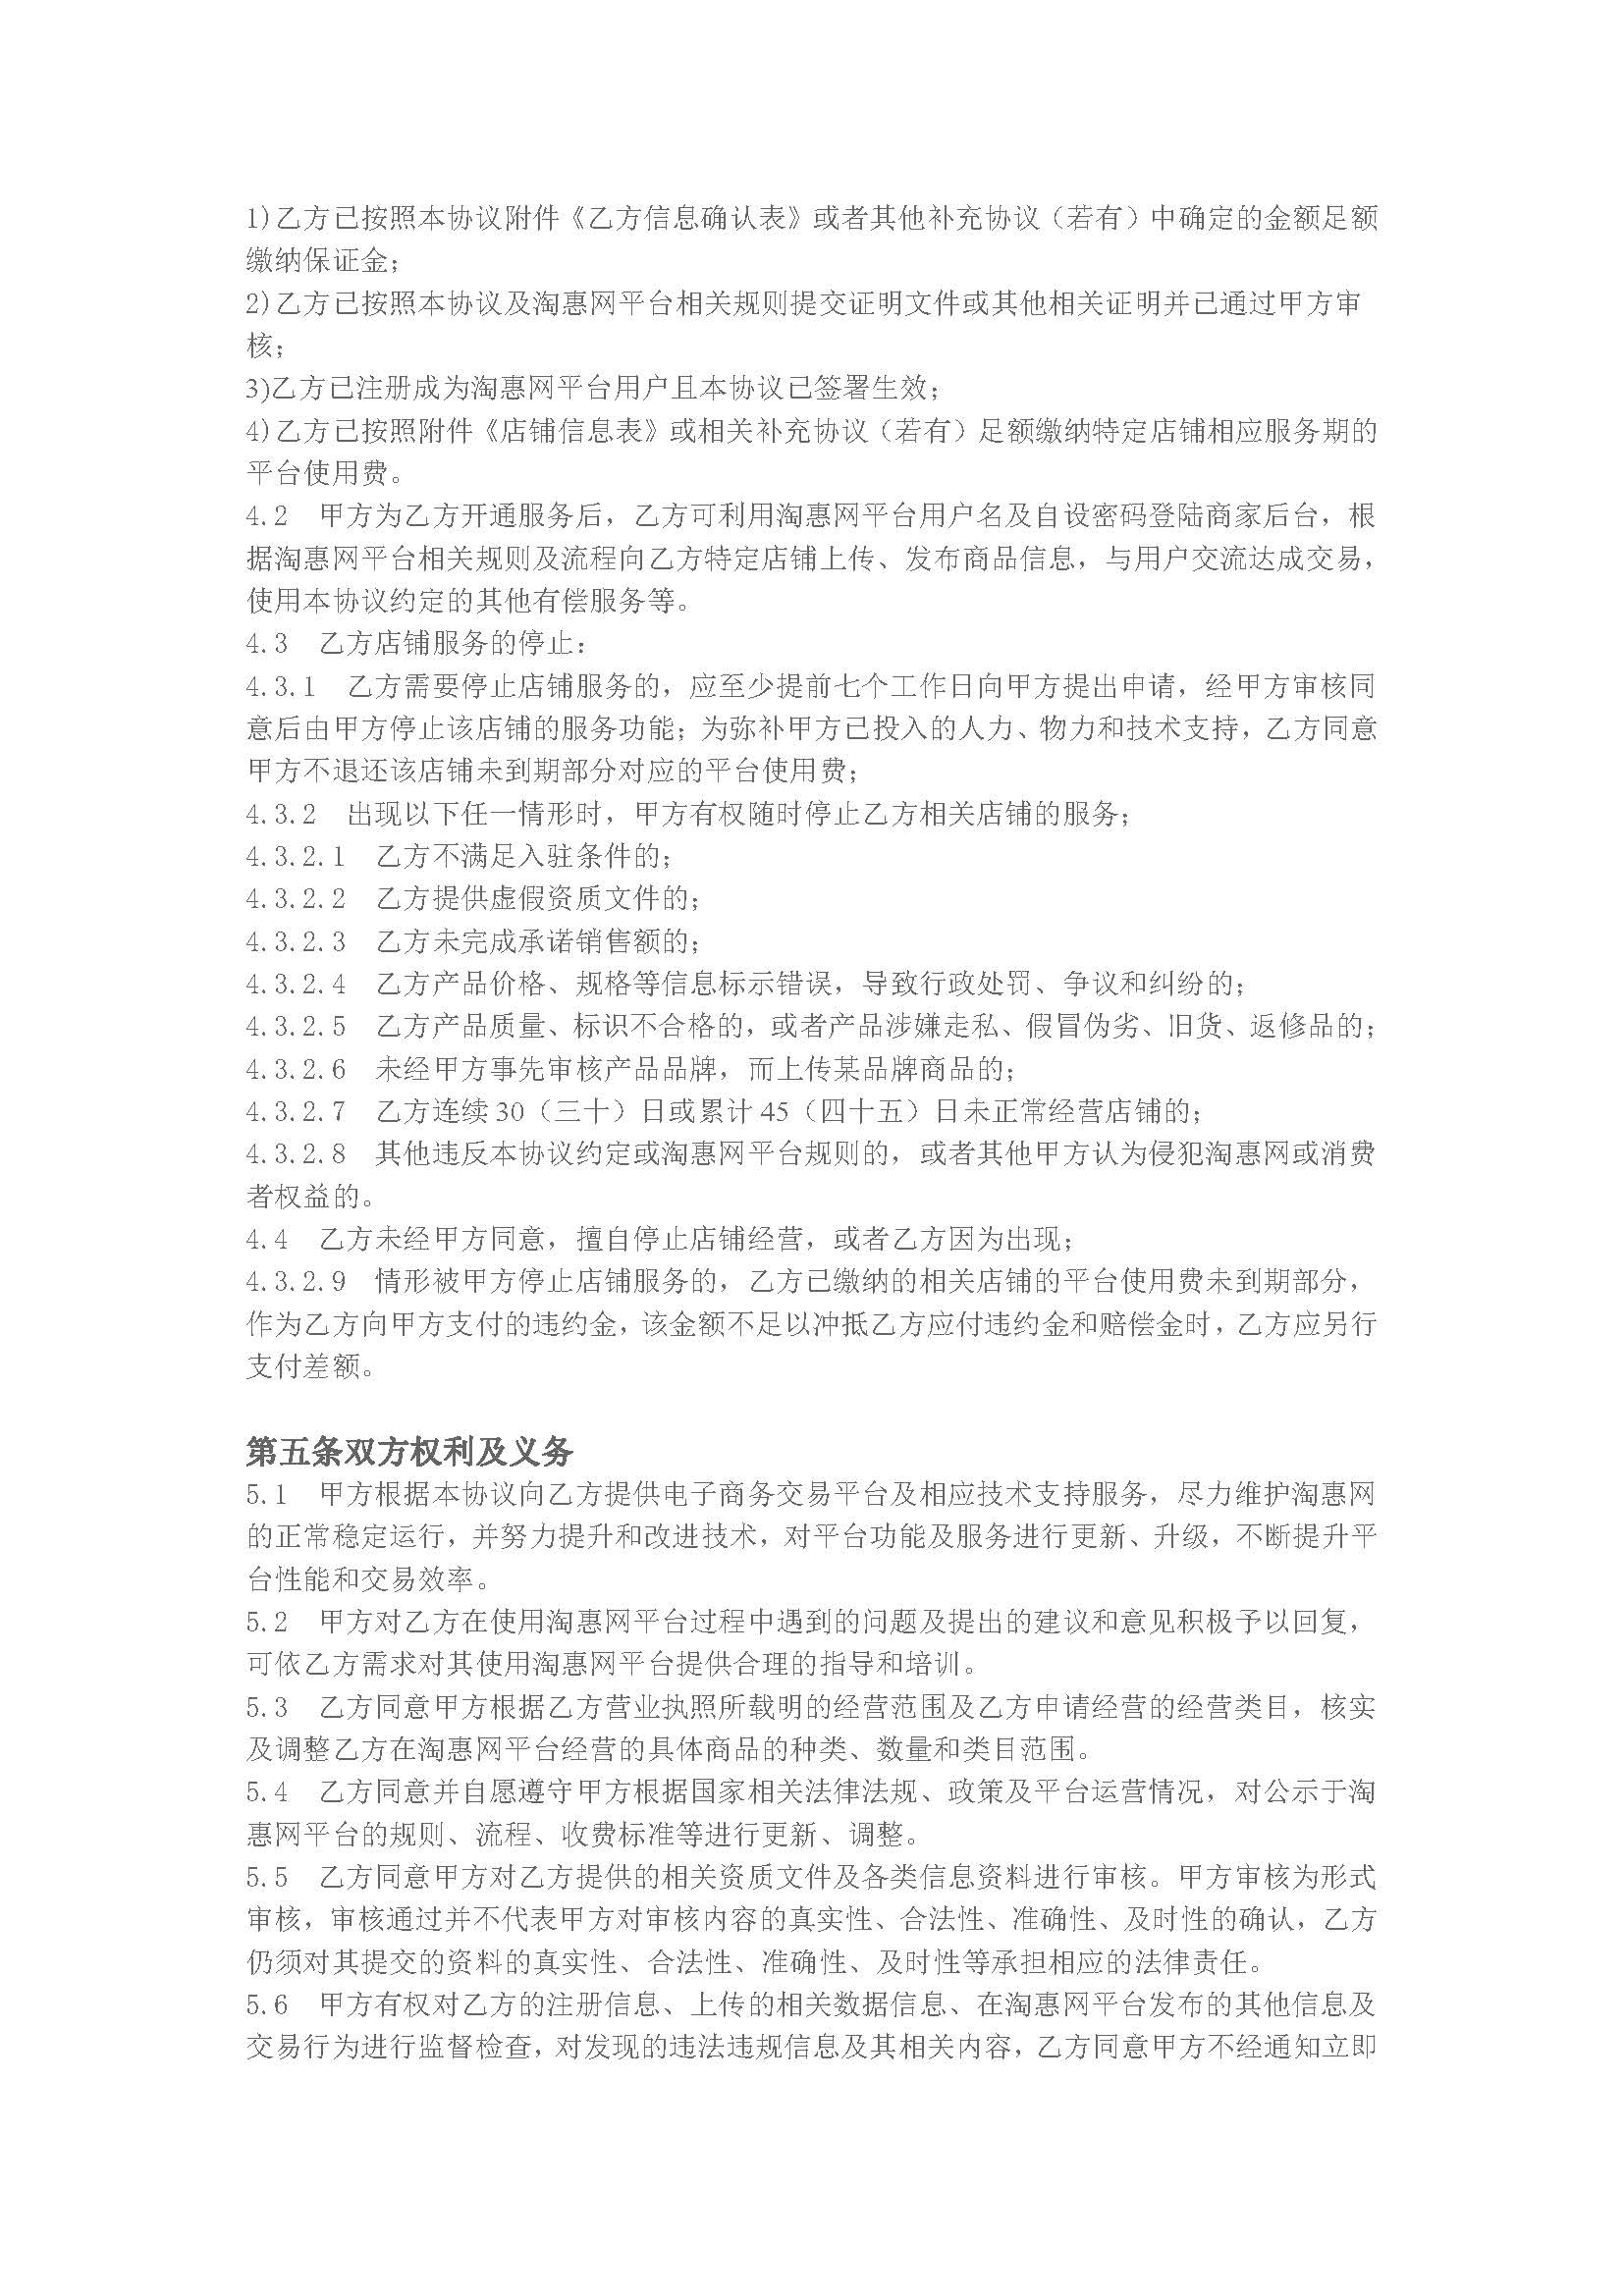 1)乙方已按照本协议附件《乙方信息确认表》或者其他补充协议（若有）中确定的金额足额
缴纳保证金；
2)乙方已按照本协议及淘惠网平台相关规则提交证明文件或其他相关证明并已通过甲方审
核；
3)乙方已注册成为淘惠网平台用户且本协议已签署生效；
4)乙方已按照附件《店铺信息表》或相关补充协议（若有）足额缴纳特定店铺相应服务期的
平台使用费。
4.2 甲方为乙方开通服务后，乙方可利用淘惠网平台用户名及自设密码登陆商家后台，根
据淘惠网平台相关规则及流程向乙方特定店铺上传、发布商品信息，与用户交流达成交易，
使用本协议约定的其他有偿服务等。
4.3 乙方店铺服务的停止：
4.3.1 乙方需要停止店铺服务的，应至少提前七个工作日向甲方提出申请，经甲方审核同
意后由甲方停止该店铺的服务功能；为弥补甲方已投入的人力、物力和技术支持，乙方同意
甲方不退还该店铺未到期部分对应的平台使用费；
4.3.2 出现以下任一情形时，甲方有权随时停止乙方相关店铺的服务；
4.3.2.1 乙方不满足入驻条件的；
4.3.2.2 乙方提供虚假资质文件的；
4.3.2.3 乙方未完成承诺销售额的；
4.3.2.4 乙方产品价格、规格等信息标示错误，导致行政处罚、争议和纠纷的；
4.3.2.5 乙方产品质量、标识不合格的，或者产品涉嫌走私、假冒伪劣、旧货、返修品的；
4.3.2.6 未经甲方事先审核产品品牌，而上传某品牌商品的；
4.3.2.7 乙方连续30（三十）日或累计45（四十五）日未正常经营店铺的；
4.3.2.8 其他违反本协议约定或淘惠网平台规则的，或者其他甲方认为侵犯淘惠网或消费
者权益的。
4.4 乙方未经甲方同意，擅自停止店铺经营，或者乙方因为出现；
4.3.2.9 情形被甲方停止店铺服务的，乙方已缴纳的相关店铺的平台使用费未到期部分，
作为乙方向甲方支付的违约金，该金额不足以冲抵乙方应付违约金和赔偿金时，乙方应另行
支付差额。
第五条双方权利及义务
5.1 甲方根据本协议向乙方提供电子商务交易平台及相应技术支持服务，尽力维护淘惠网
的正常稳定运行，并努力提升和改进技术，对平台功能及服务进行更新、升级，不断提升平
台性能和交易效率。
5.2 甲方对乙方在使用淘惠网平台过程中遇到的问题及提出的建议和意见积极予以回复，
可依乙方需求对其使用淘惠网平台提供合理的指导和培训。
5.3 乙方同意甲方根据乙方营业执照所载明的经营范围及乙方申请经营的经营类目，核实
及调整乙方在淘惠网平台经营的具体商品的种类、数量和类目范围。
5.4 乙方同意并自愿遵守甲方根据国家相关法律法规、政策及平台运营情况，对公示于淘
惠网平台的规则、流程、收费标准等进行更新、调整。
5.5 乙方同意甲方对乙方提供的相关资质文件及各类信息资料进行审核。甲方审核为形式
审核，审核通过并不代表甲方对审核内容的真实性、合法性、准确性、及时性的确认，乙方
仍须对其提交的资料的真实性、合法性、准确性、及时性等承担相应的法律责任。
5.6 甲方有权对乙方的注册信息、上传的相关数据信息、在淘惠网平台发布的其他信息及
交易行为进行监督检查，对发现的违法违规信息及其相关内容，乙方同意甲方不经通知立即